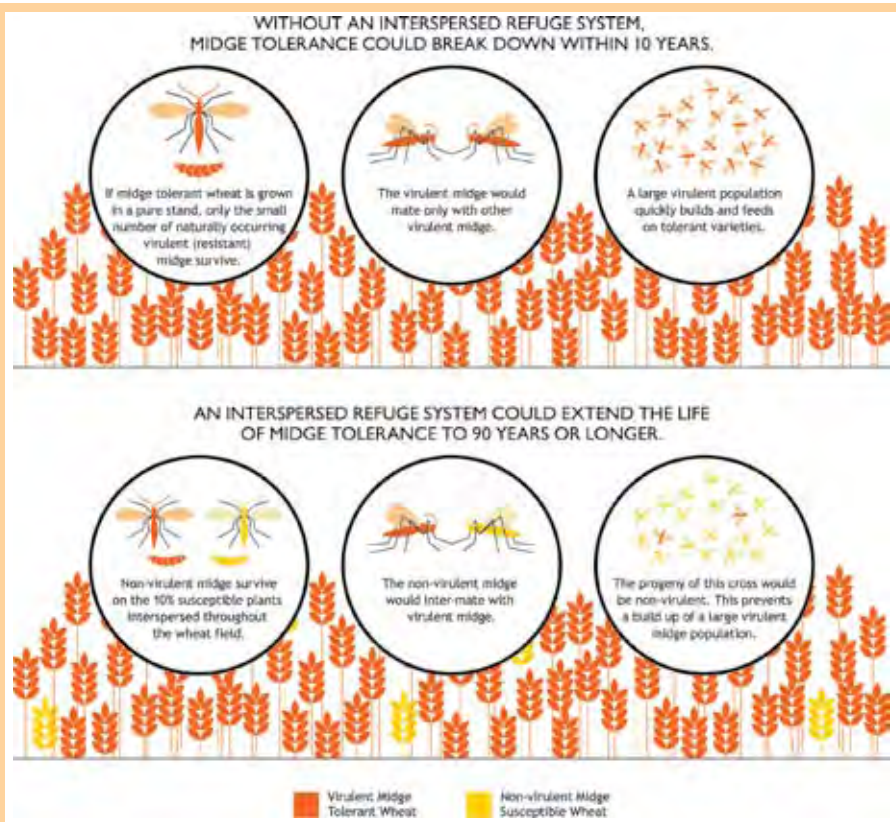 WITHOUT AN INTERSPERSED REFUGE SYSTEM,
MIDGE TOLERANCE COULD BREAK DOWN WITHIN 10 YEARS.
If midge tolerant wheat is grown
in a pure stand, only the small
number of naturally occurring
virulent (resistant)
midge survive.
The virulent midge would
mate only with other
virulent midge.
A large virulent population
quickly builds and feeds
on tolerant varieties.
AN INTERSPERSED REFUGE SYSTEM COULD EXTEND THE LIFE
OF MIDGE TOLERANCE TO 90 YEARS OR LONGER.
Non-virulent midge survive
on the 10% susceptible plants
interspersed throughout
the wheat field.
The non-virulent midge
would inter-mate with
virulent midge.
The progeny of this cross would
be non-virulent. This prevents
a build up of a large virulent
midge population.
Virulent Midge
Tolerant Wheat
Non-virulent Midge
Susceptible Wheat